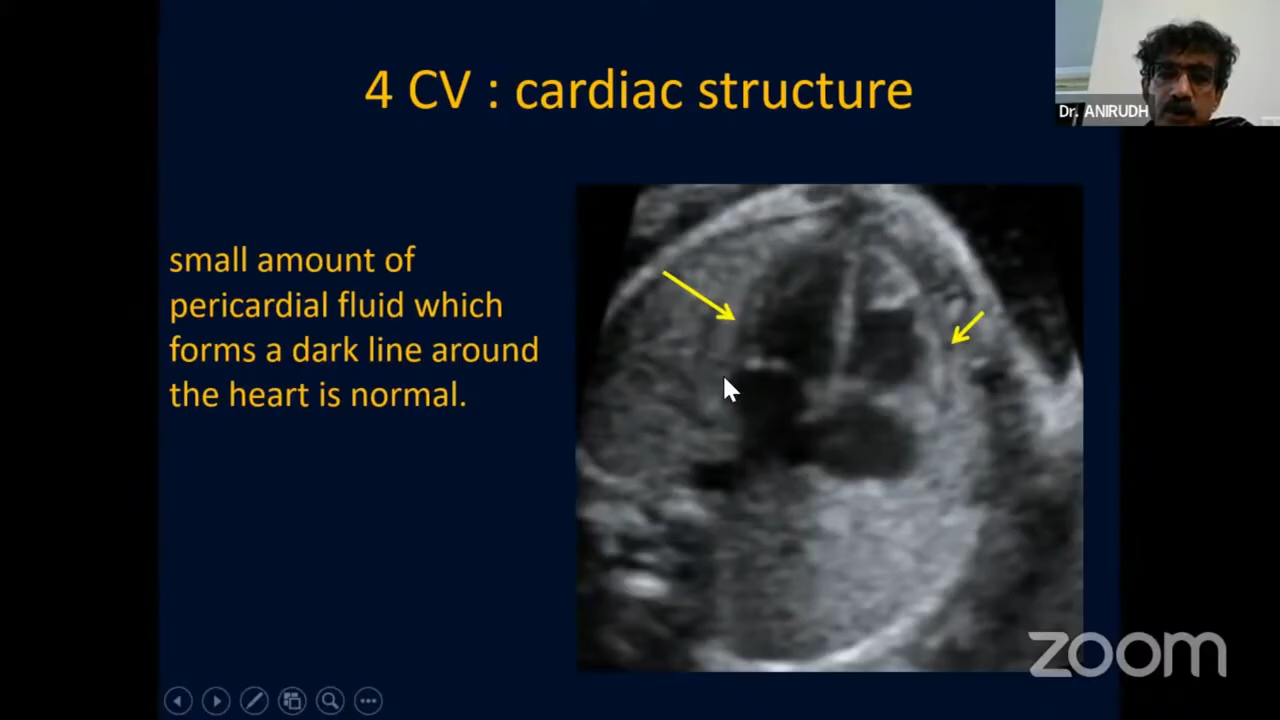 4 CV : cardiac structure
Dr. ANIRUDH
small amount of
pericardial fluid which
forms a dark line around
the heart is normal.
zoom